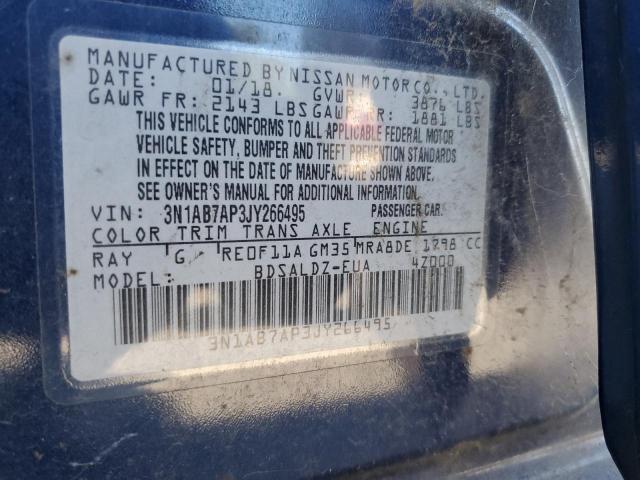 MANUFACTURED BY NISSAN MOTOR CO., LTD.
DATE: 01/18 GVWR: 3876 LBS
GAWR FR: 2143 LBS GAWR RR: 1881 LBS
THIS VEHICLE CONFORMS TO ALL APPLICABLE FEDERAL MOTOR
VEHICLE SAFETY, BUMPER AND THEFT PREVENTION STANDARDS
IN EFFECT ON THE DATE OF MANUFACTURE SHOWN ABOVE.
SEE OWNER'S MANUAL FOR ADDITIONAL INFORMATION.
VIN: 3N1AB7AP3JY266495 PASSENGER CAR.
COLOR TRIM TRANS AXLE ENGINE
RAY G RE0F11A GM35 MRA8DE 1798 CC
BDSALDZ-EUA 4Z000
3N1AB7AP3JY266495